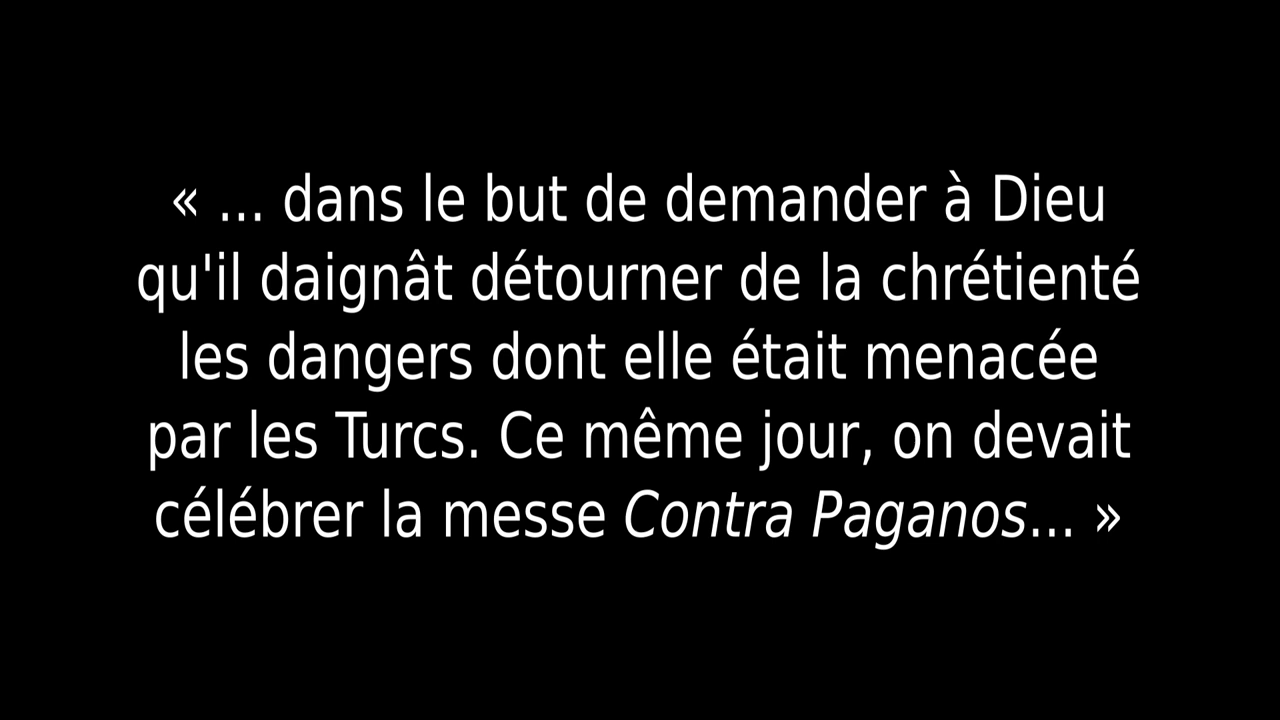 « ... dans le but de demander à Dieu
qu'il daignât détourner de la chrétienté
les dangers dont elle était menacée
par les Turcs. Ce même jour, on devait
célébrer la messe Contra Paganos... »